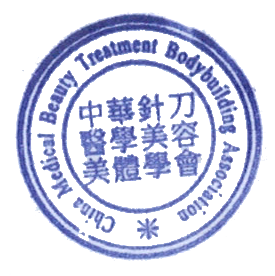 China Medical Beauty Treatment Bodybuilding Association
中華針刀
醫學美容
美體學會